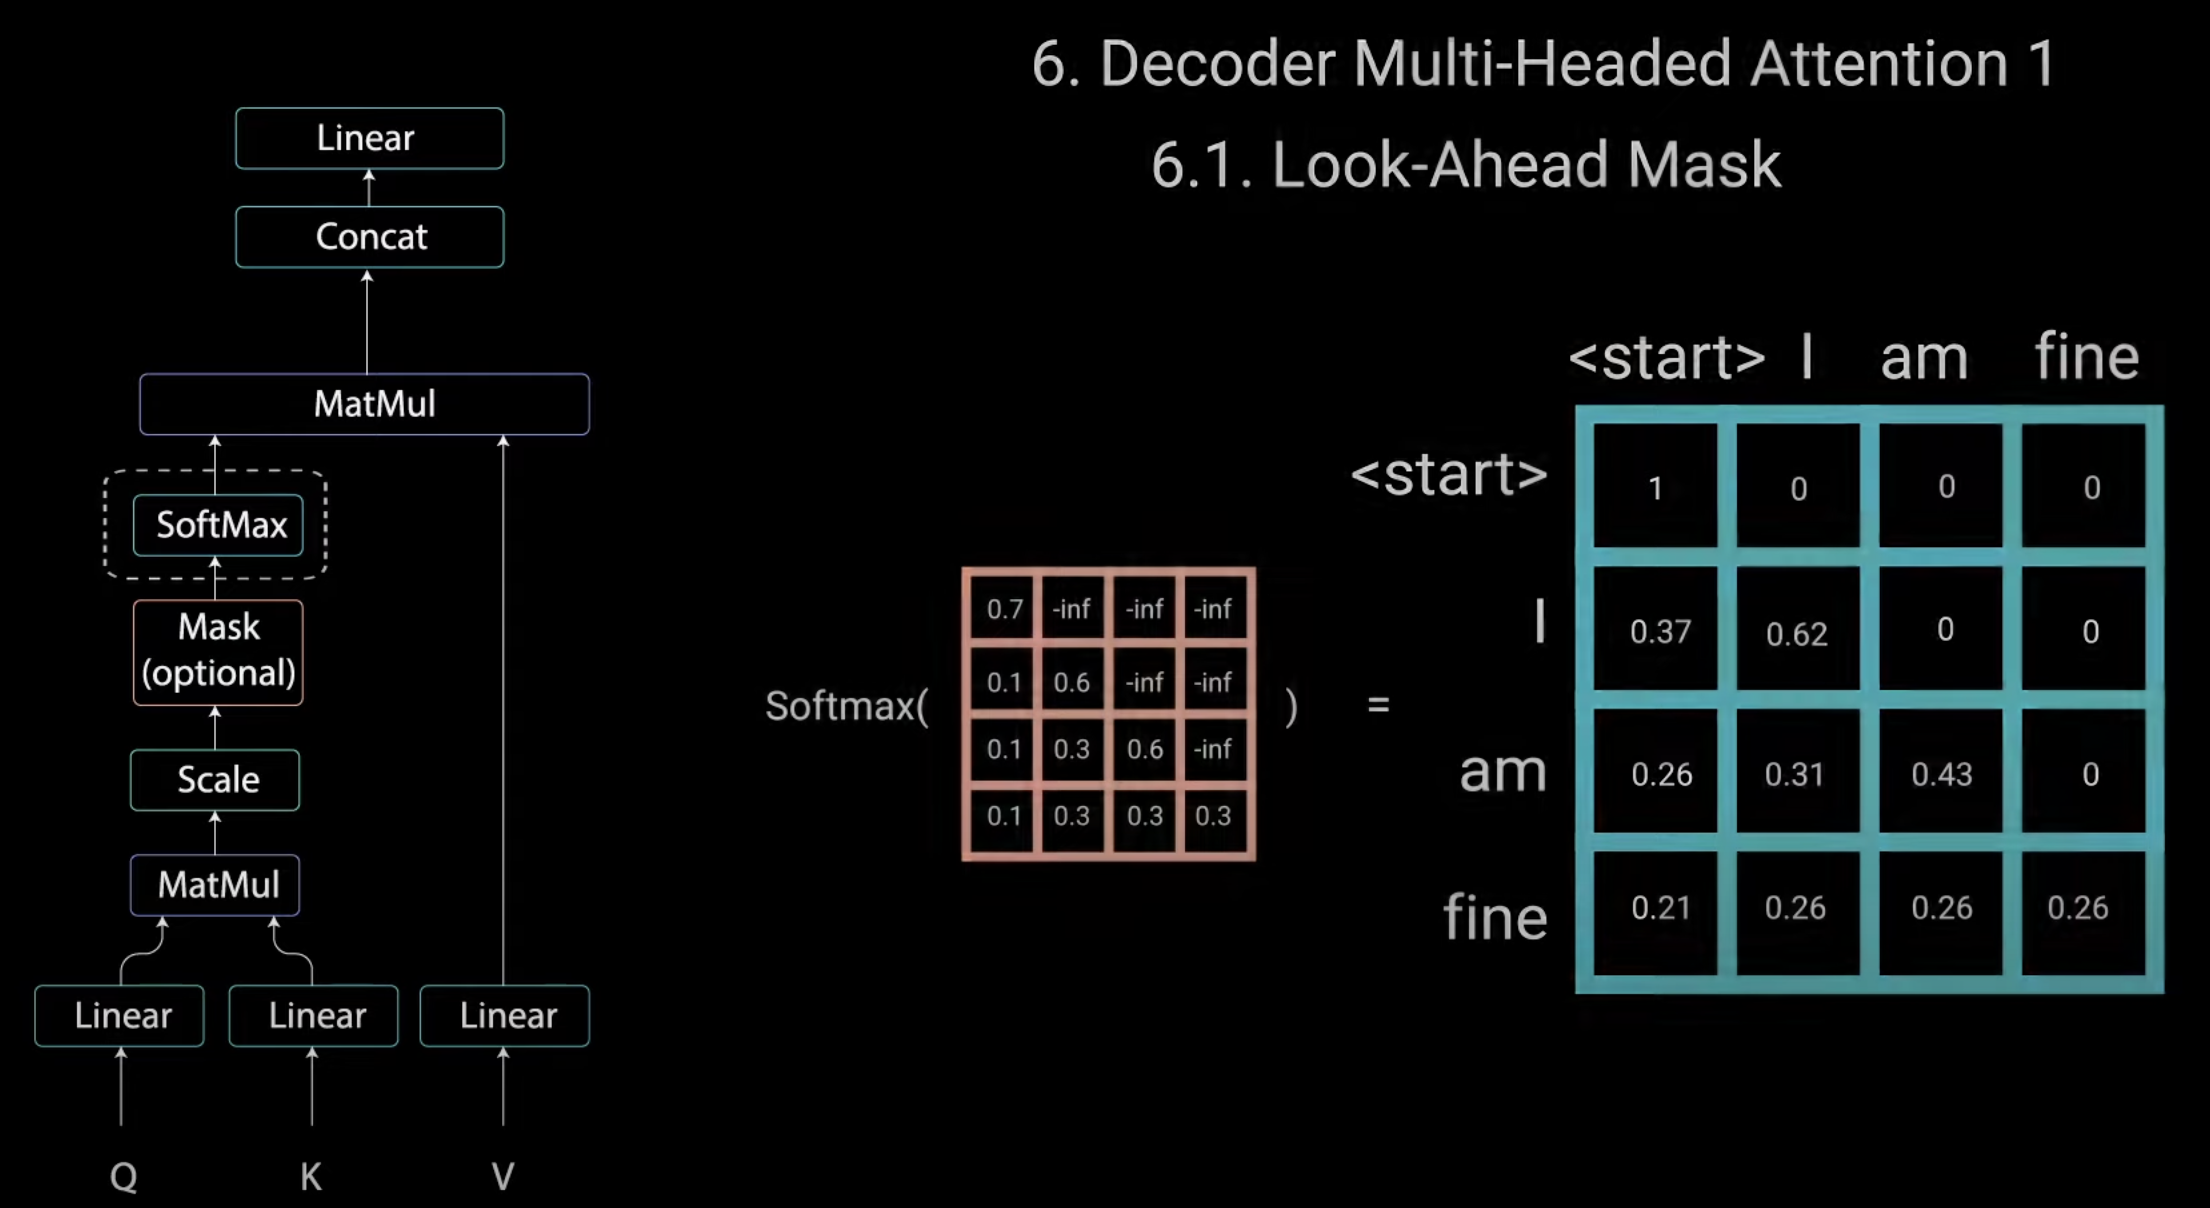 6. Decoder Multi-Headed Attention 1
6.1. Look-Ahead Mask
Linear
Concat
MatMul
SoftMax
Mask
(optional)
Scale
MatMul
Linear Linear Linear
Q K V
Softmax(
0.7 -inf -inf -inf
0.1 0.6 -inf -inf
0.1 0.3 0.6 -inf
0.1 0.3 0.3 0.3
) =
<start> I am fine
<start> 1 0 0 0
I 0.37 0.62 0 0
am 0.26 0.31 0.43 0
fine 0.21 0.26 0.26 0.26